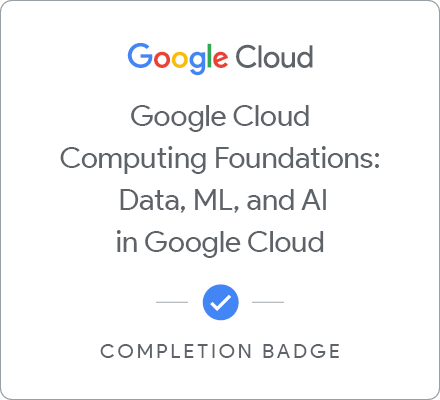 Google Cloud
Google Cloud
Computing Foundations:
Data, ML, and AI
in Google Cloud
COMPLETION BADGE